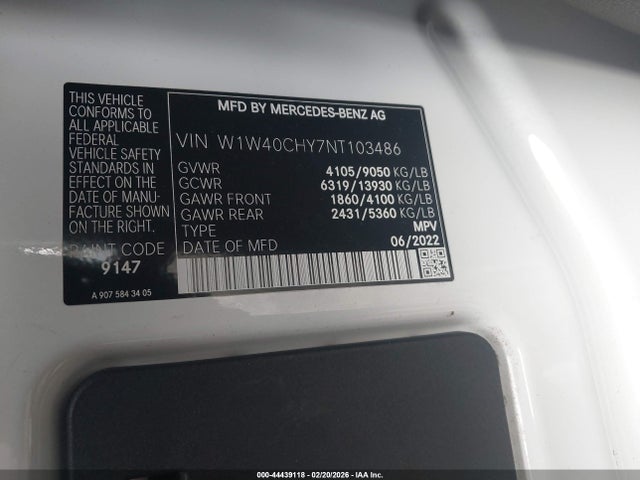 THIS VEHICLE
CONFORMS TO
ALL APPLICABLE
FEDERAL
VEHICLE SAFETY
STANDARDS IN
EFFECT ON THE
DATE OF MANU-
FACTURE SHOWN
ON THE RIGHT.
PAINT CODE
9147
A 907 584 34 05
MFD BY MERCEDES-BENZ AG
VIN W1W40CHY7NT103486
GVWR 4105/9050 KG/LB
GCWR 6319/13930 KG/LB
GAWR FRONT 1860/4100 KG/LB
GAWR REAR 2431/5360 KG/LB
TYPE MPV
DATE OF MFD 06/2022
000-44439118 - 02/20/2026 - IAA Inc.